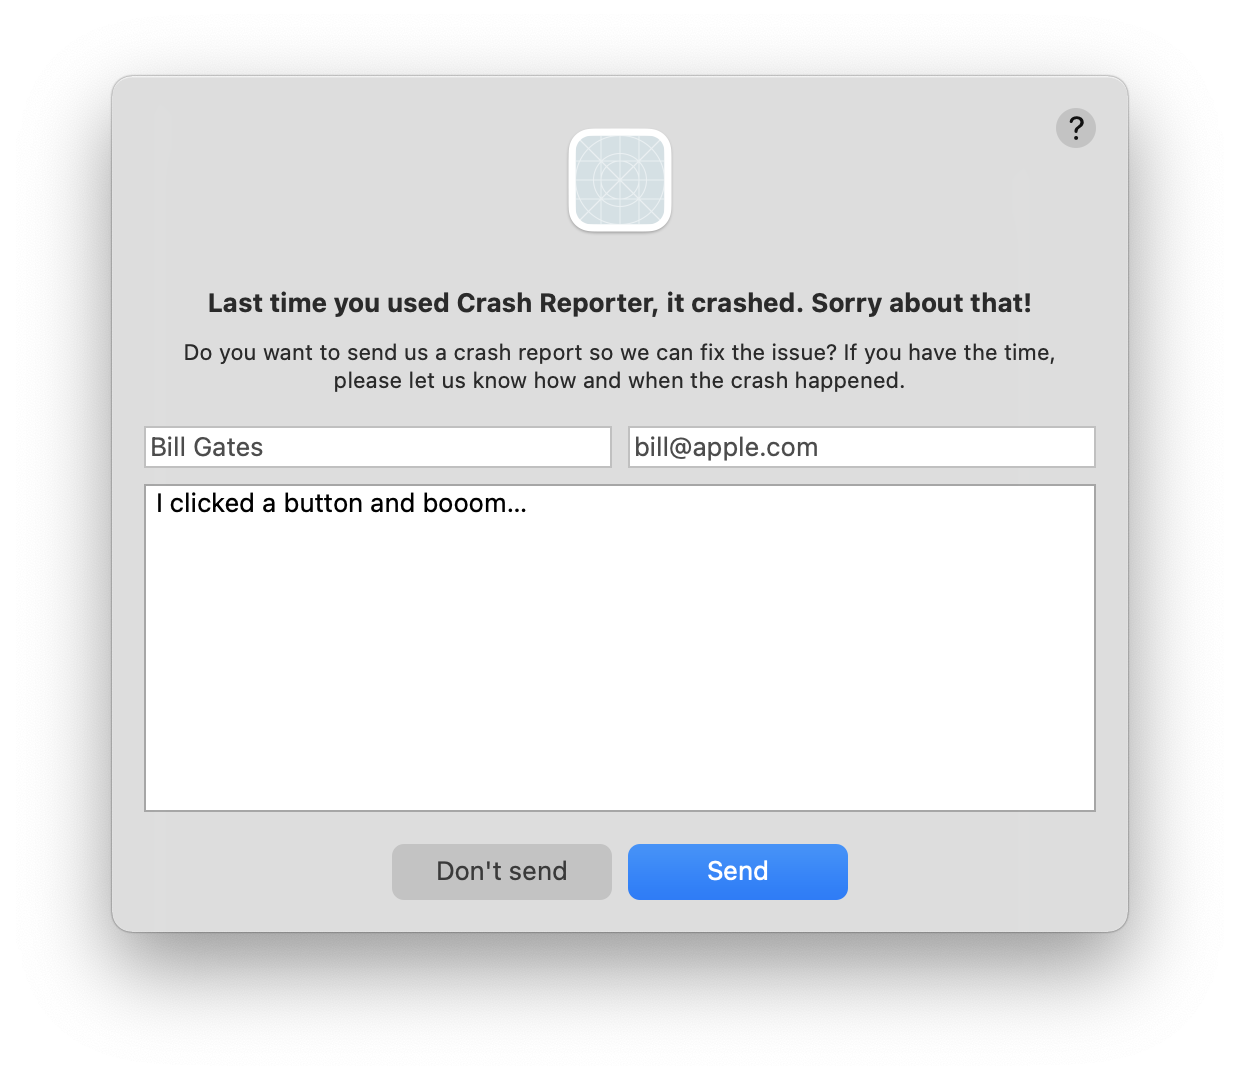 ?
Last time you used Crash Reporter, it crashed. Sorry about that!
Do you want to send us a crash report so we can fix the issue? If you have the time,
please let us know how and when the crash happened.
Bill Gates
bill@apple.com
I clicked a button and booom...
Don't send
Send